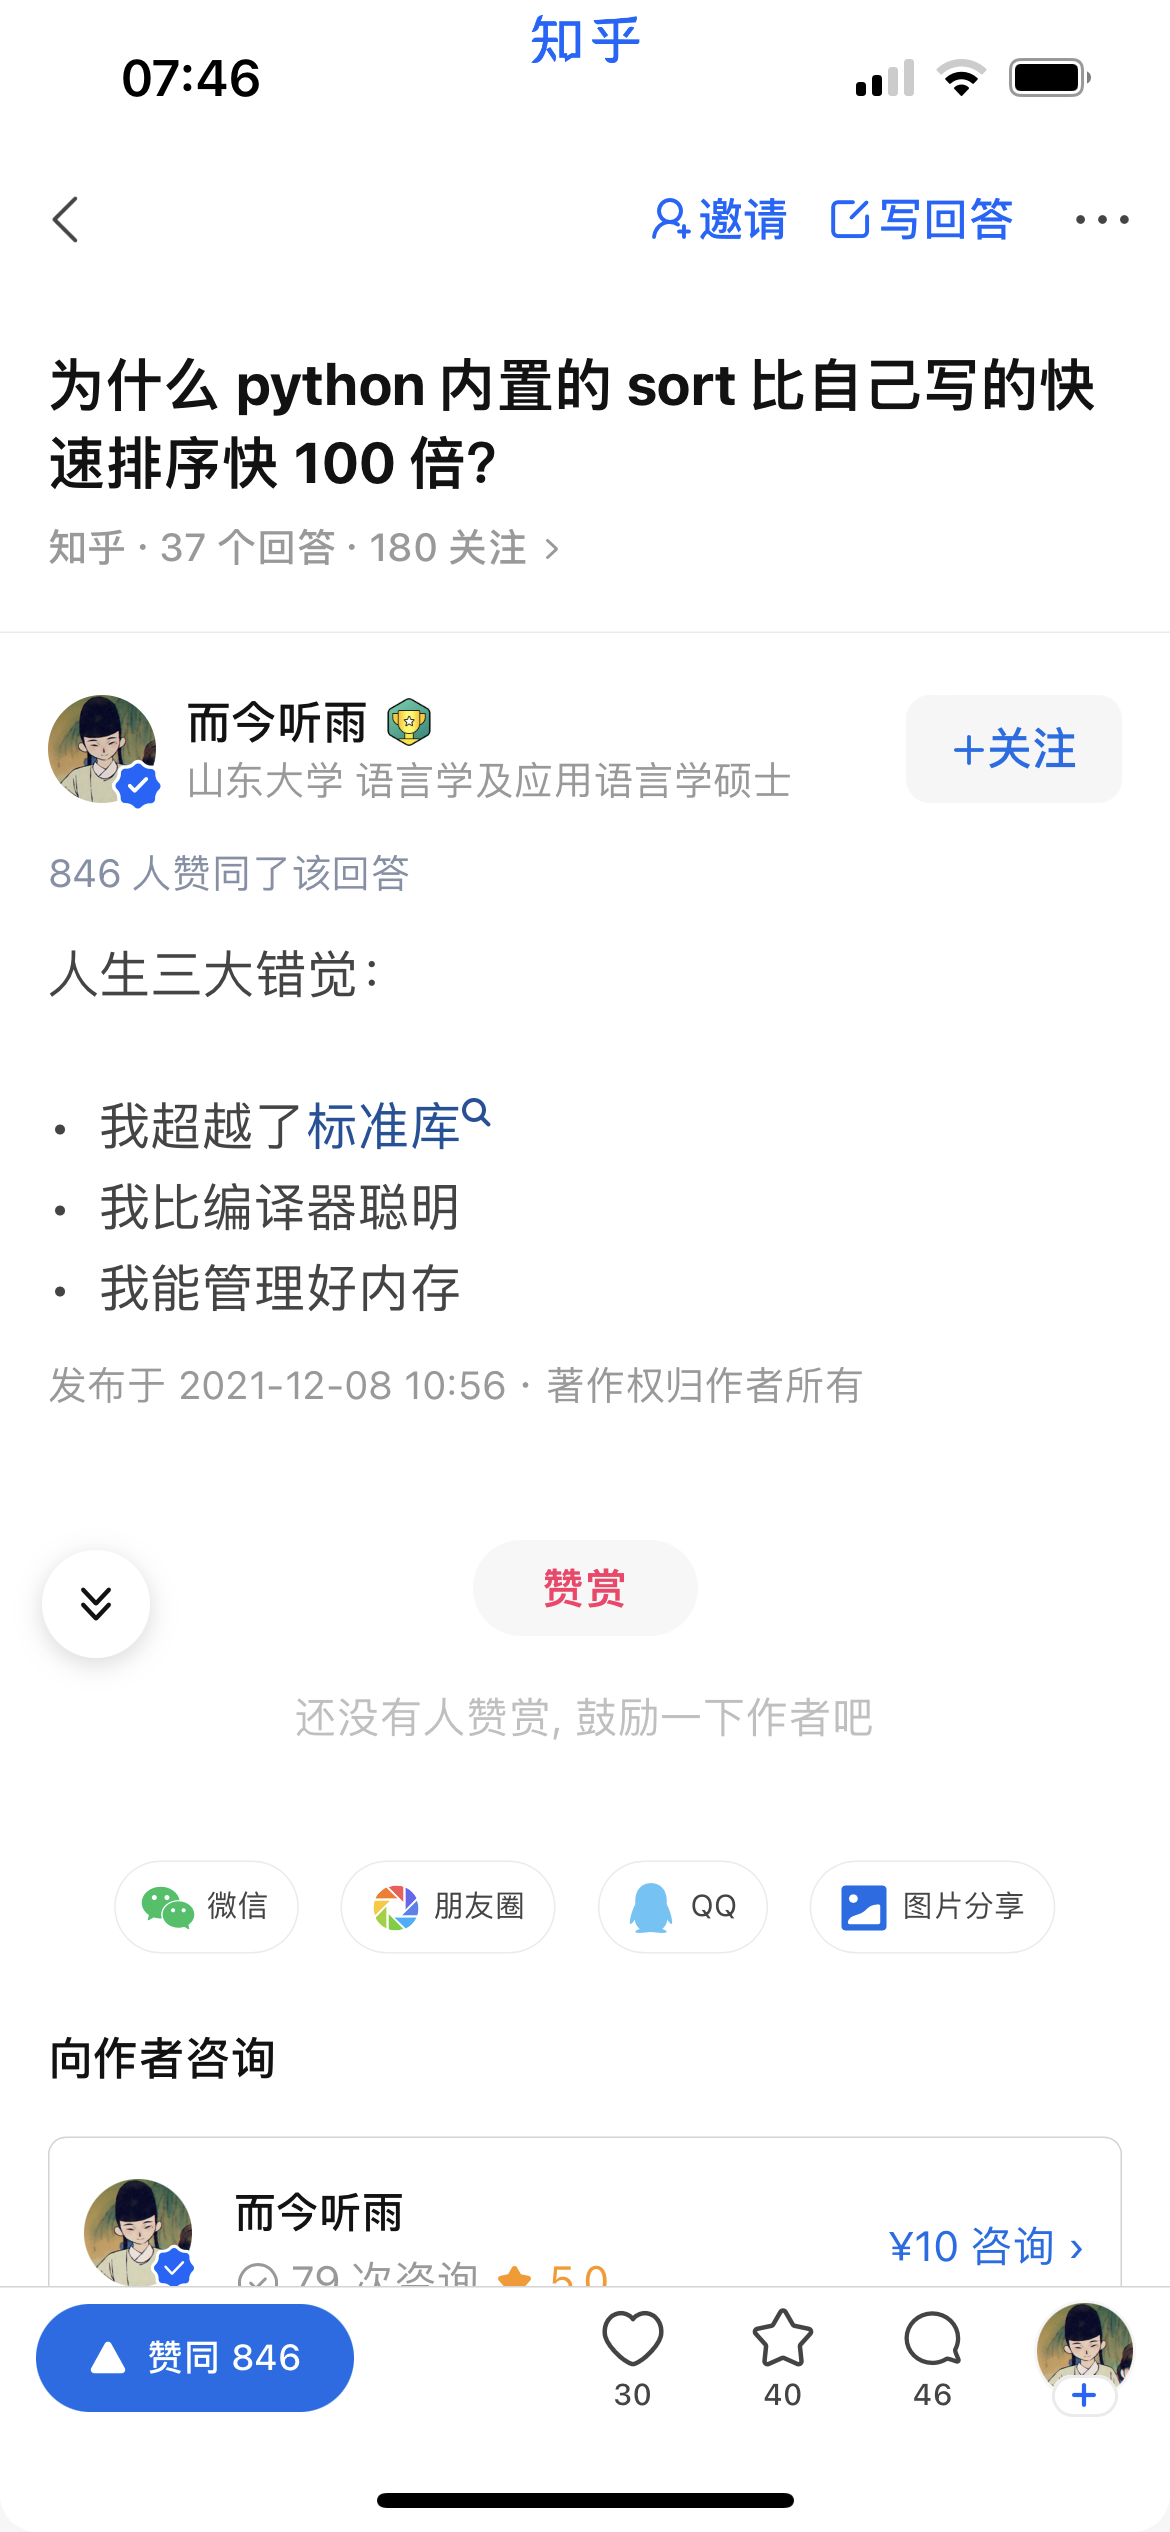 知乎
07:46
邀请 写回答
为什么 python 内置的 sort 比自己写的快
速排序快 100 倍?
知乎 · 37 个回答 · 180 关注 >
而今听雨
山东大学 语言学及应用语言学硕士
+关注
846 人赞同了该回答
人生三大错觉：
• 我超越了标准库
• 我比编译器聪明
• 我能管理好内存
发布于 2021-12-08 10:56 · 著作权归作者所有
赞赏
还没有人赞赏, 鼓励一下作者吧
微信 朋友圈 QQ 图片分享
向作者咨询
而今听雨
¥10 咨询 ›
79 次咨询 5.0
赞同 846
30 40 46